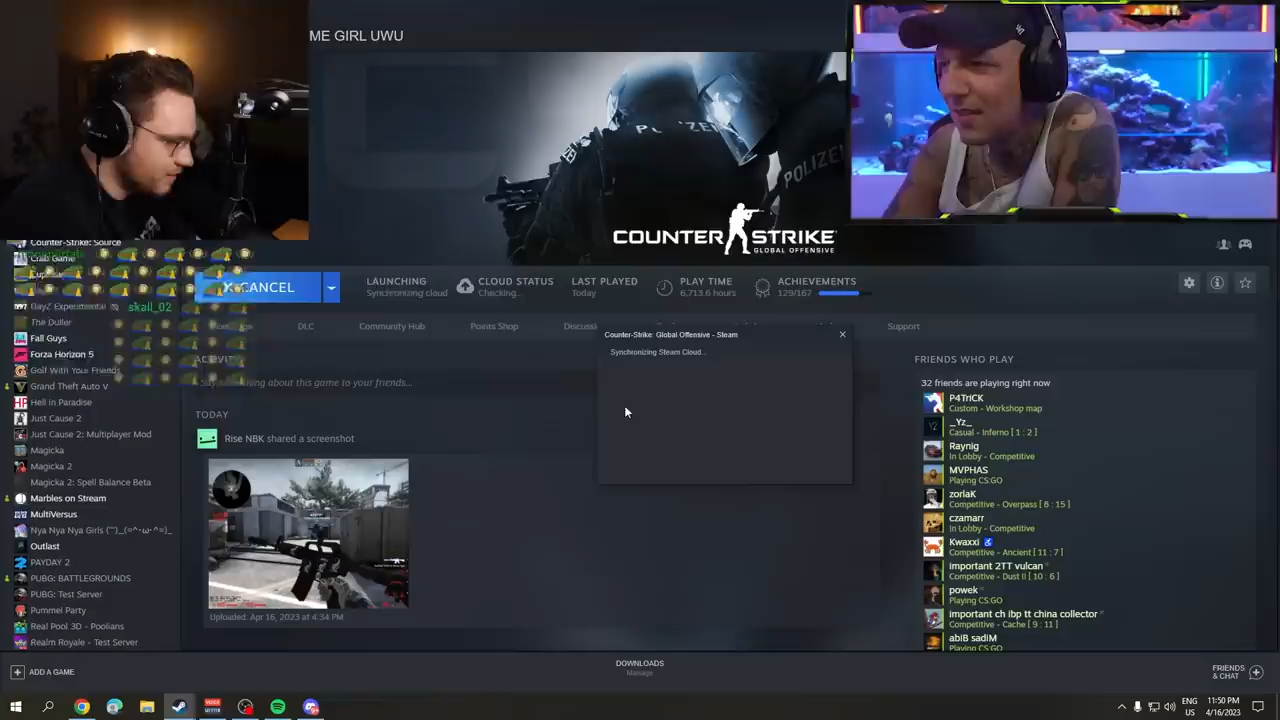 ME GIRL UWU
POLIZEI
COUNTER STRIKE
GLOBAL OFFENSIVE
Counter-Strike: Source
Crab Game
DayZ Experimental
skall_02
The Culler
Fall Guys
Forza Horizon 5
Golf With Your Friends
Grand Theft Auto V
Hell in Paradise
Just Cause 2
Just Cause 2: Multiplayer Mod
Magicka
Magicka 2
Magicka 2: Spell Balance Beta
Marbles on Stream
MultiVersus
Nya Nya Nya Girls
Outlast
PAYDAY 2
PUBG: BATTLEGROUNDS
PUBG: Test Server
Pummel Party
Real Pool 3D - Poolians
Realm Royale - Test Server
CANCEL
LAUNCHING
Synchronizing cloud
CLOUD STATUS
Checking...
LAST PLAYED
Today
PLAY TIME
6,713.6 hours
ACHIEVEMENTS
129/167
DLC
Community Hub
Points Shop
Support
Counter-Strike: Global Offensive - Steam
Synchronizing Steam Cloud...
ACTIVITY
about this game to your friends...
TODAY
Rise NBK shared a screenshot
Uploaded: Apr 16, 2023 at 4:34 PM
FRIENDS WHO PLAY
32 friends are playing right now
P4TriCK
Custom - Workshop map
_Yz_
Casual - Inferno [ 1 : 2 ]
Raynig
In Lobby - Competitive
MVPHAS
Playing CS:GO
zorlaK
Competitive - Overpass [ 8 : 15 ]
czamarr
In Lobby - Competitive
Kwaxxi
Competitive - Ancient [ 11 : 7 ]
important 2TT vulcan
Competitive - Dust II [ 10 : 6 ]
powek
Playing CS:GO
important ch lbp tt china collector
Competitive - Cache [ 9 : 11 ]
abiB sadiM
Playing CS:GO
ADD A GAME
DOWNLOADS
Manage
FRIENDS
& CHAT
ENG
US
11:50 PM
4/16/2023